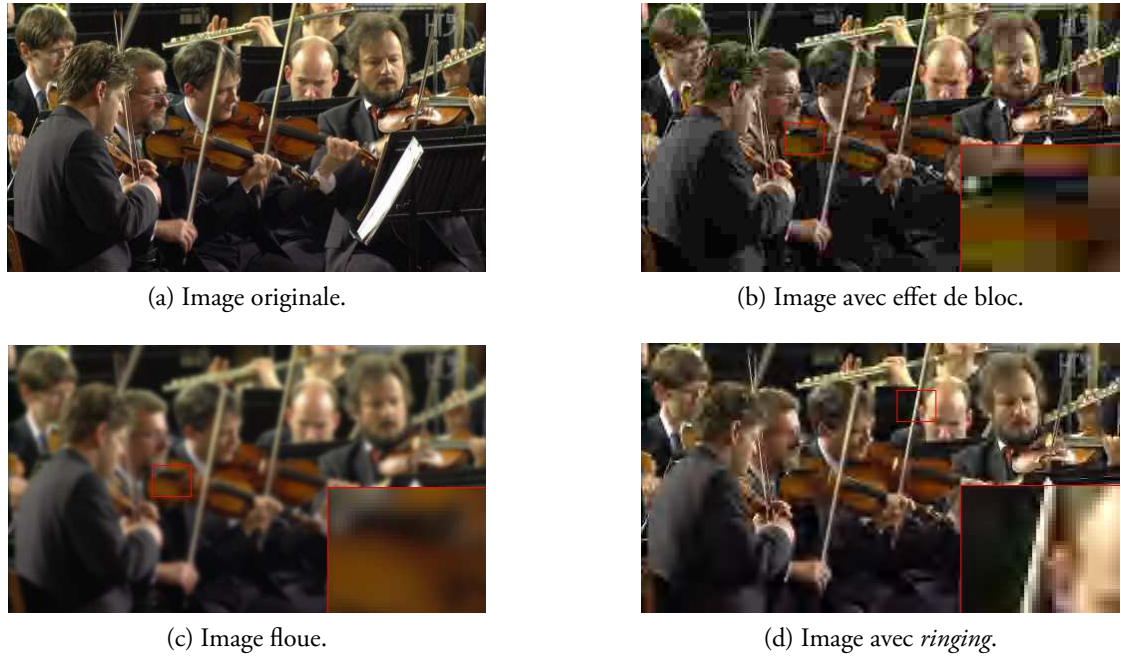 (a) Image originale.
(b) Image avec effet de bloc.
(c) Image floue.
(d) Image avec ringing.